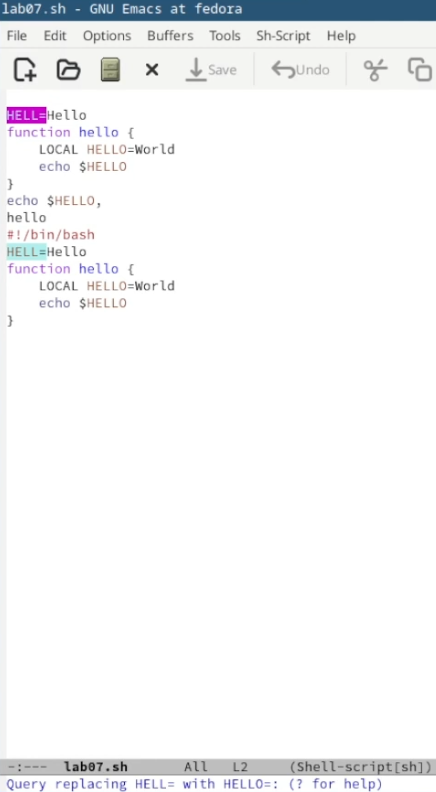 lab07.sh - GNU Emacs at fedora
File Edit Options Buffers Tools Sh-Script Help
Save Undo
HELL=Hello
function hello {
    LOCAL HELLO=World
    echo $HELLO
}
echo $HELLO,
hello
#!/bin/bash
HELL=Hello
function hello {
    LOCAL HELLO=World
    echo $HELLO
}
-:--- lab07.sh All L2 (Shell-script[sh])
Query replacing HELL= with HELLO=: (? for help)